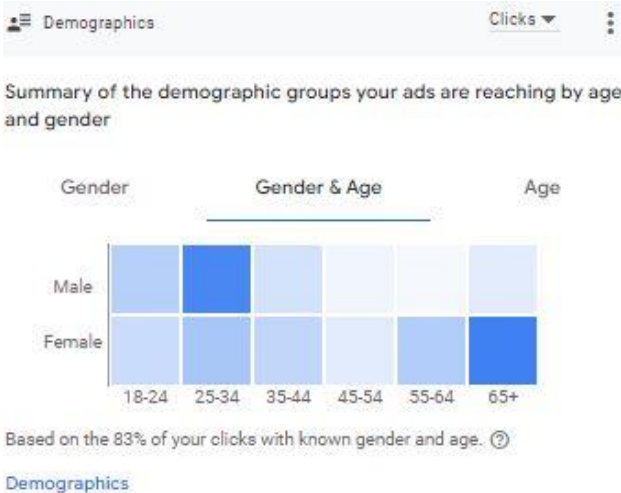 Demographics
Clicks
Summary of the demographic groups your ads are reaching by age
and gender
Gender Gender & Age Age
Male
Female
18-24 25-34 35-44 45-54 55-64 65+
Based on the 83% of your clicks with known gender and age.
Demographics